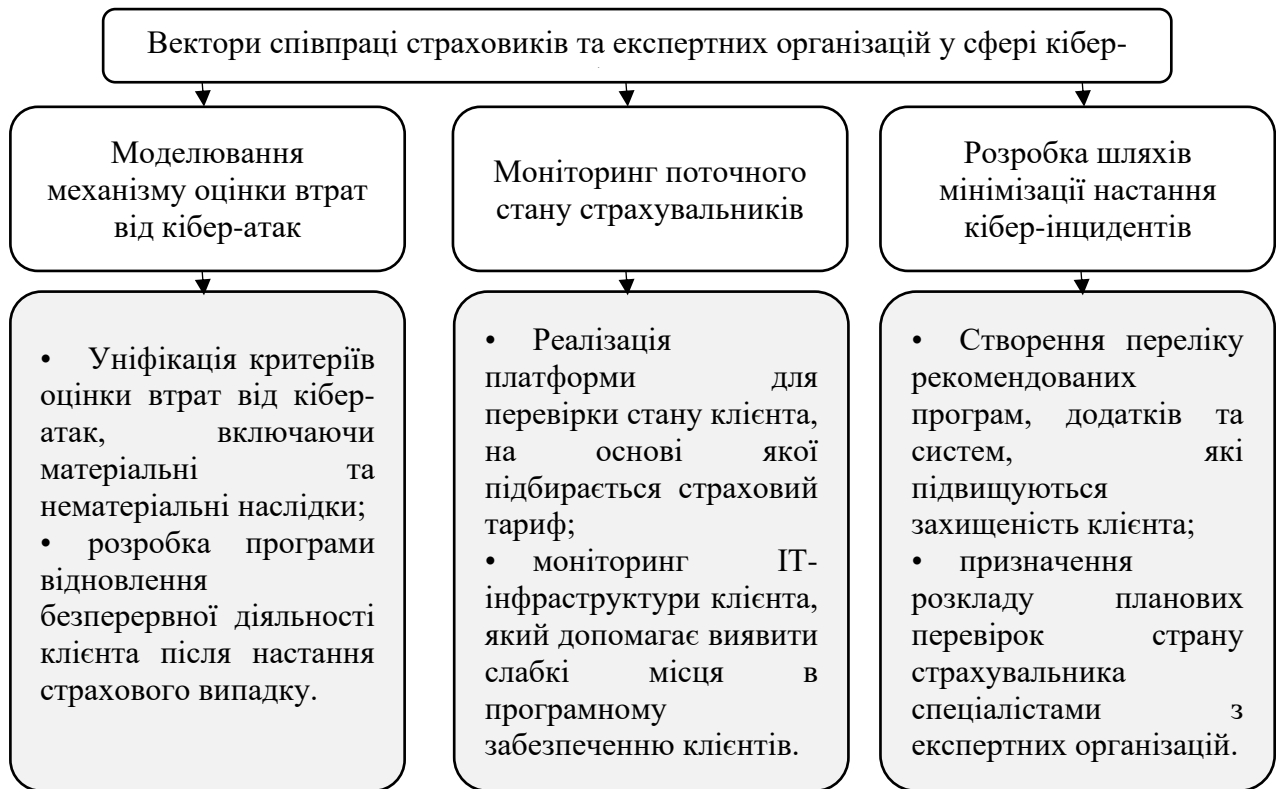 Вектори співпраці страховиків та експертних організацій у сфері кібер-
Моделювання
механізму оцінки втрат
від кібер-атак
Моніторинг поточного
стану страхувальників
Розробка шляхів
мінімізації настання
кібер-інцидентів
• Уніфікація критеріїв
оцінки втрат від кібер-
атак, включаючи
матеріальні та
нематеріальні наслідки;
• розробка програми
відновлення
безперервної діяльності
клієнта після настання
страхового випадку.
• Реалізація
платформи для
перевірки стану клієнта,
на основі якої
підбирається страховий
тариф;
• моніторинг ІТ-
інфраструктури клієнта,
який допомагає виявити
слабкі місця в
програмному
забезпеченню клієнтів.
• Створення переліку
рекомендованих
програм, додатків та
систем, які
підвищуються
захищеність клієнта;
• призначення
розкладу планових
перевірок страну
страхувальника
спеціалістами з
експертних організацій.